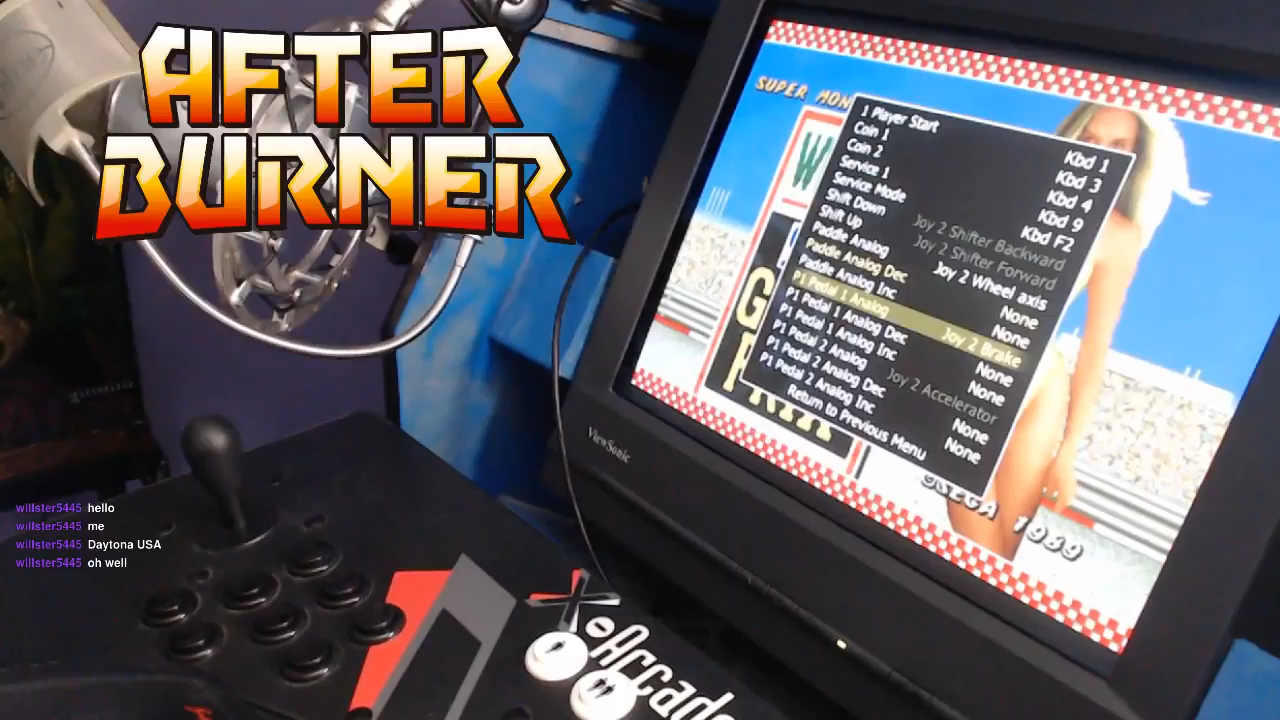 AFTER
BURNER
SUPER MON
1 Player Start Kbd 1
Coin 1 Kbd 3
Coin 2 Kbd 4
Service 1 Kbd 9
Service Mode Kbd F2
Shift Down Joy 2 Shifter Backward
Shift Up Joy 2 Shifter Forward
Paddle Analog Joy 2 Wheel axis
Paddle Analog Dec None
Paddle Analog Inc None
P1 Pedal 1 Analog Joy 2 Brake
P1 Pedal 1 Analog Dec None
P1 Pedal 1 Analog Inc None
P1 Pedal 2 Analog Joy 2 Accelerator
P1 Pedal 2 Analog Dec None
P1 Pedal 2 Analog Inc None
Return to Previous Menu
SEGA 1989
ViewSonic
willster5445 hello
willster5445 me
willster5445 Daytona USA
willster5445 oh well
X-Arcade